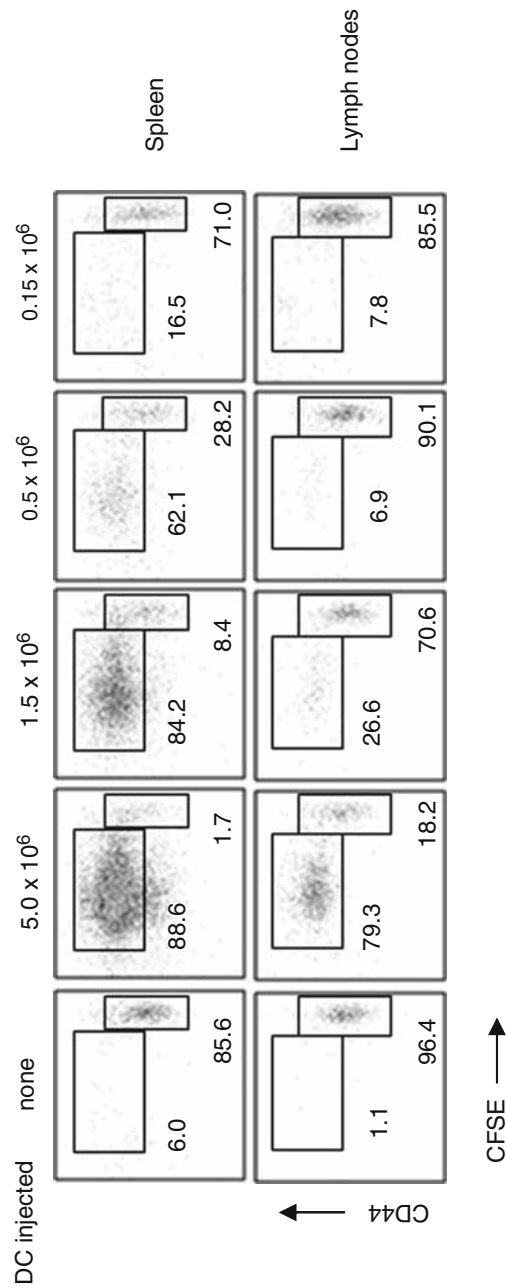 DC injected
none
5.0 x 10⁶
1.5 x 10⁶
0.5 x 10⁶
0.15 x 10⁶
6.0
85.6
88.6
1.7
84.2
8.4
62.1
28.2
16.5
71.0
Spleen
1.1
96.4
79.3
18.2
26.6
70.6
6.9
90.1
7.8
85.5
Lymph nodes
CD44
CFSE